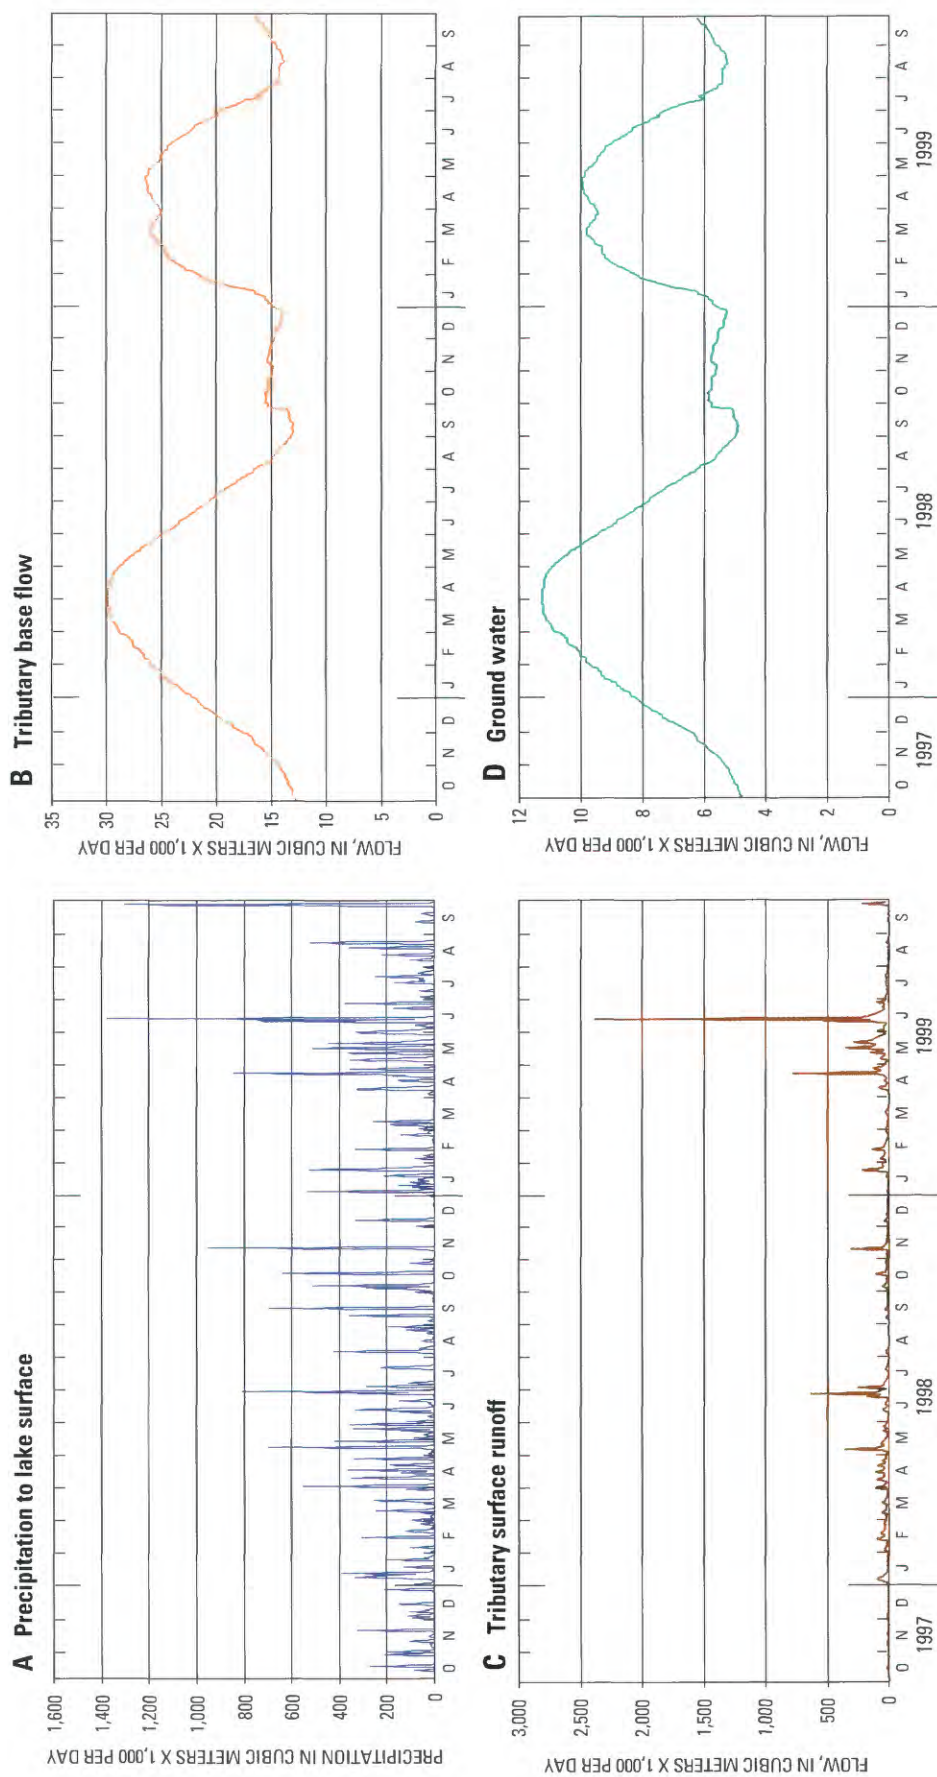 A Precipitation to lake surface
PRECIPITATION IN CUBIC METERS X 1,000 PER DAY
1,600
1,400
1,200
1,000
800
600
400
200
0
O N D J F M A M J J A S O N D J F M A M J J A S
B Tributary base flow
FLOW, IN CUBIC METERS X 1,000 PER DAY
35
30
25
20
15
10
5
0
O N D J F M A M J J A S O N D J F M A M J J A S
C Tributary surface runoff
FLOW, IN CUBIC METERS X 1,000 PER DAY
3,000
2,500
2,000
1,500
1,000
500
0
O N D J F M A M J J A S O N D J F M A M J J A S
1997 1998 1999
D Ground water
FLOW, IN CUBIC METERS X 1,000 PER DAY
12
10
8
6
4
2
0
O N D J F M A M J J A S O N D J F M A M J J A S
1997 1998 1999